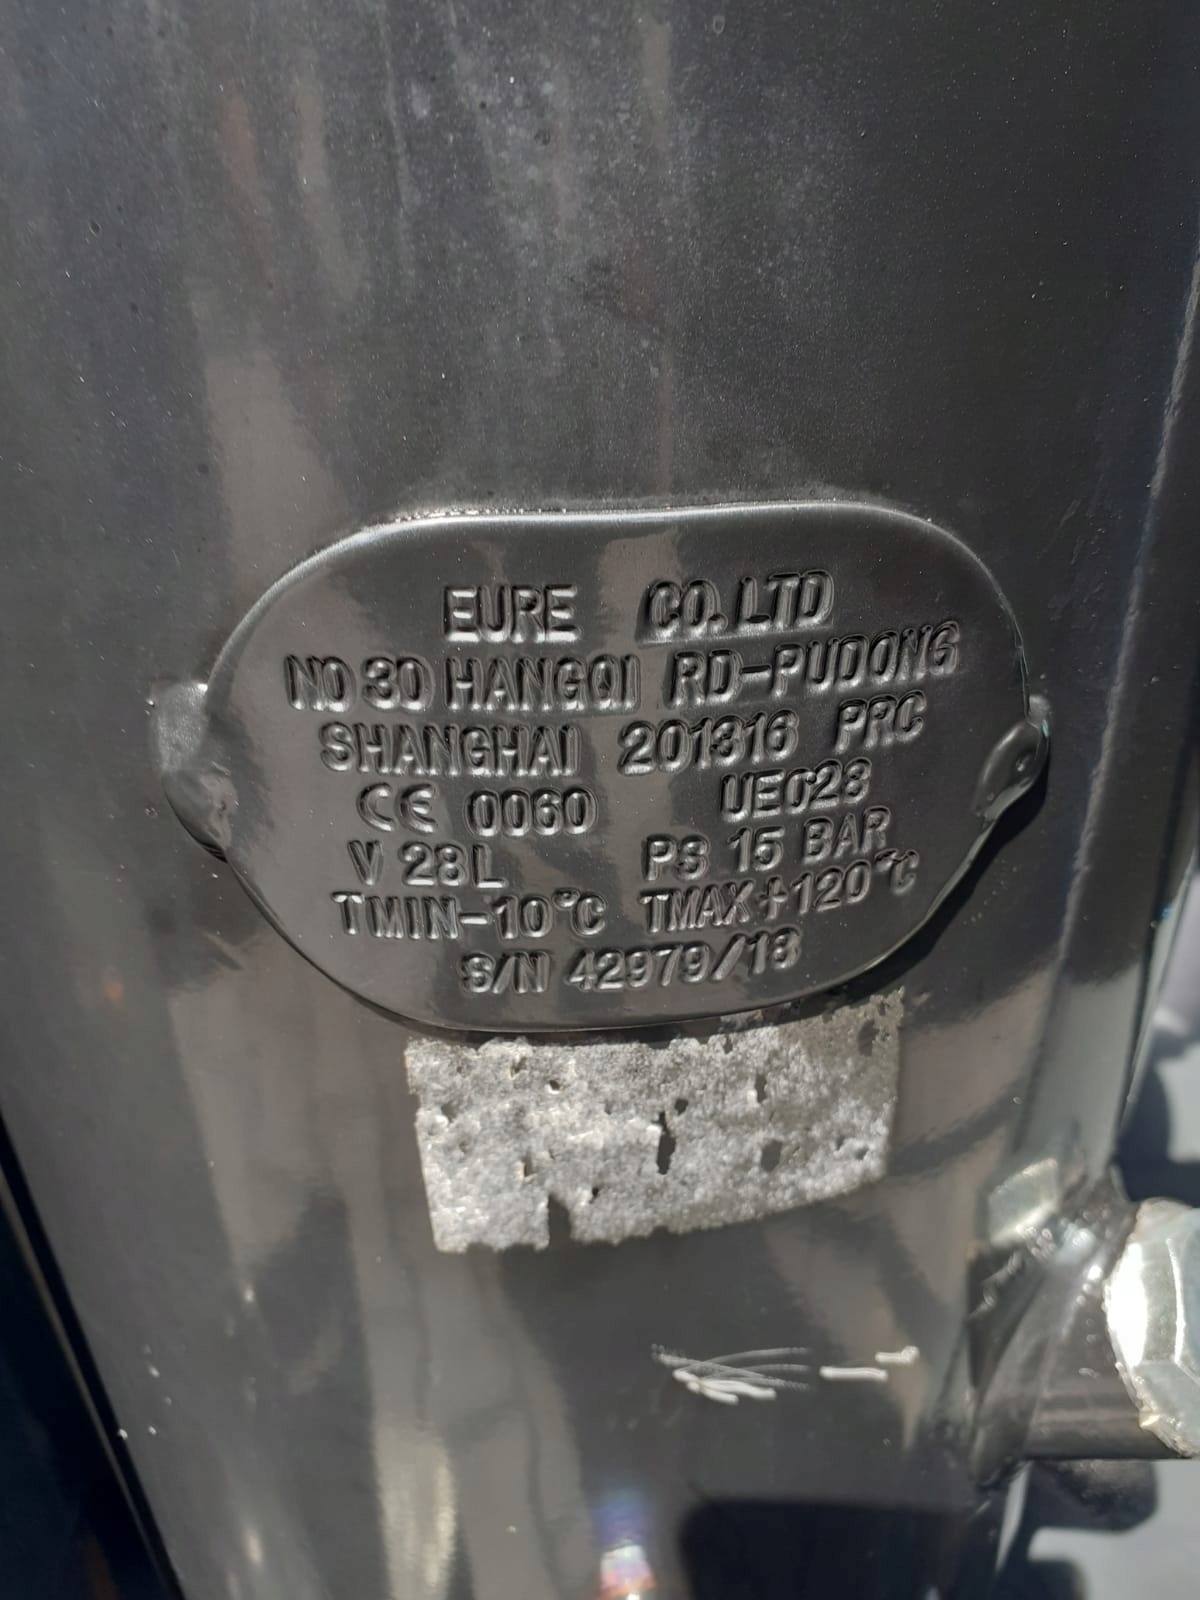 EURE CO. LTD
NO 30 HANGQI RD-PUDONG
SHANGHAI 201316 PRC
CE 0060 UEC28
V 28L PS 15 BAR
TMIN-10°C TMAX+120°C
S/N 42979/18